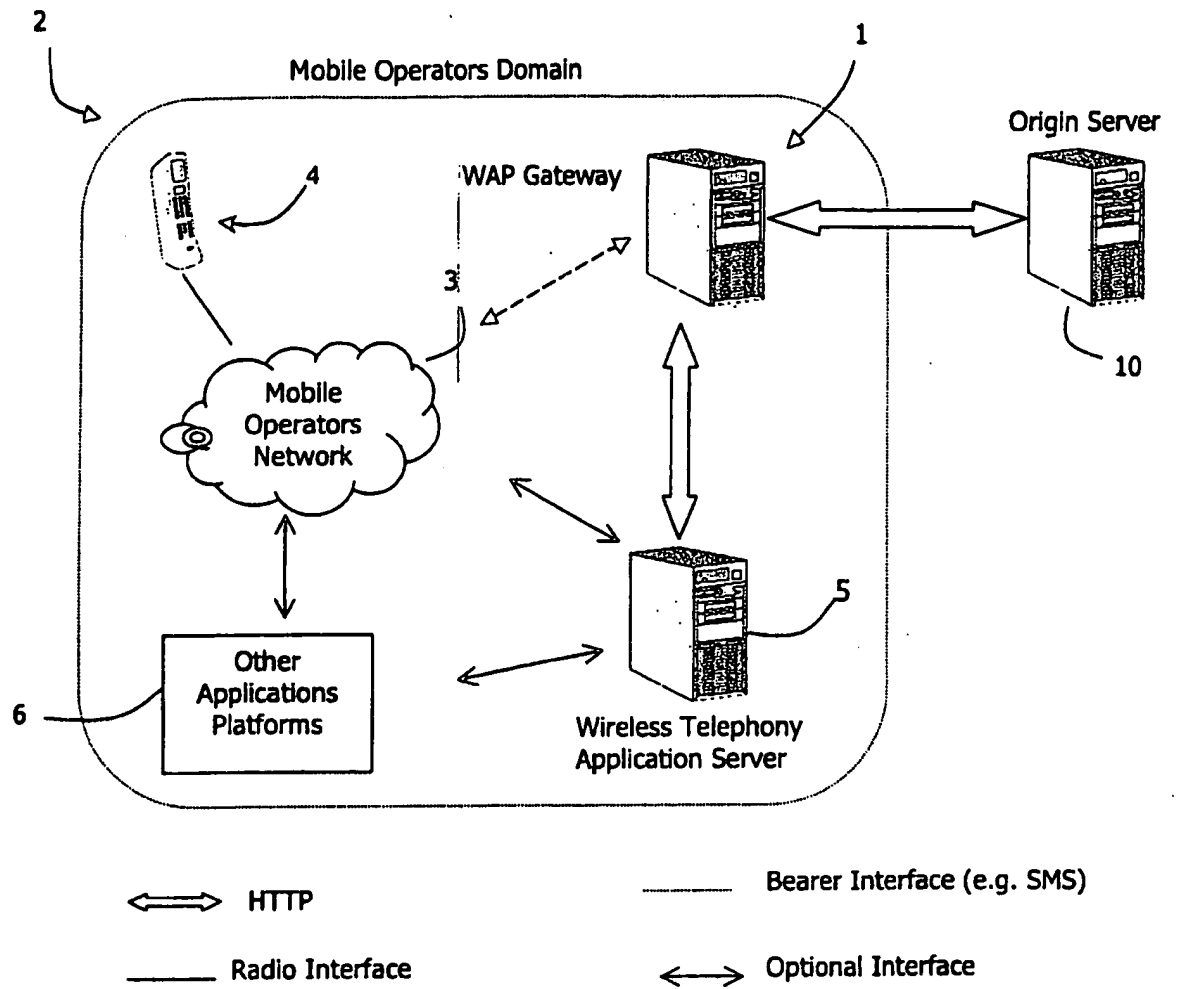 2
1
Mobile Operators Domain
Origin Server
4
WAP Gateway
3
10
Mobile
Operators
Network
5
Other
Applications
Platforms
6
Wireless Telephony
Application Server
HTTP
Bearer Interface (e.g. SMS)
Radio Interface
Optional Interface